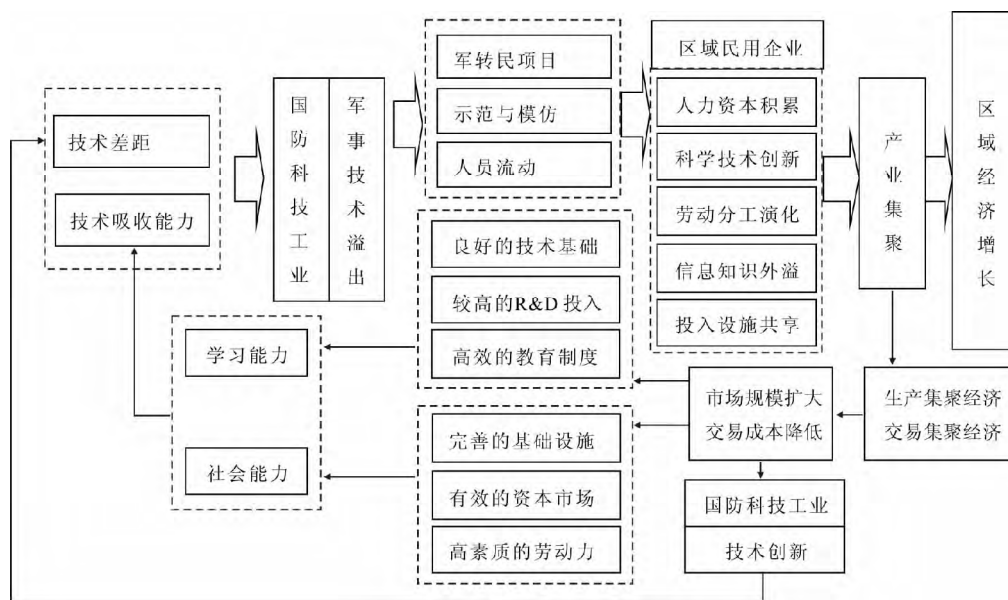 技术差距
技术吸收能力
国防科技工业
军事技术溢出
军转民项目
示范与模仿
人员流动
区域民用企业
人力资本积累
科学技术创新
劳动分工演化
信息知识外溢
投入设施共享
产业集聚
区域经济增长
良好的技术基础
较高的R&D 投入
高效的教育制度
学习能力
社会能力
完善的基础设施
有效的资本市场
高素质的劳动力
市场规模扩大
交易成本降低
生产集聚经济
交易集聚经济
国防科技工业
技术创新